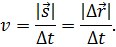 v = |s⃗| / Δt = |Δr⃗| / Δt.